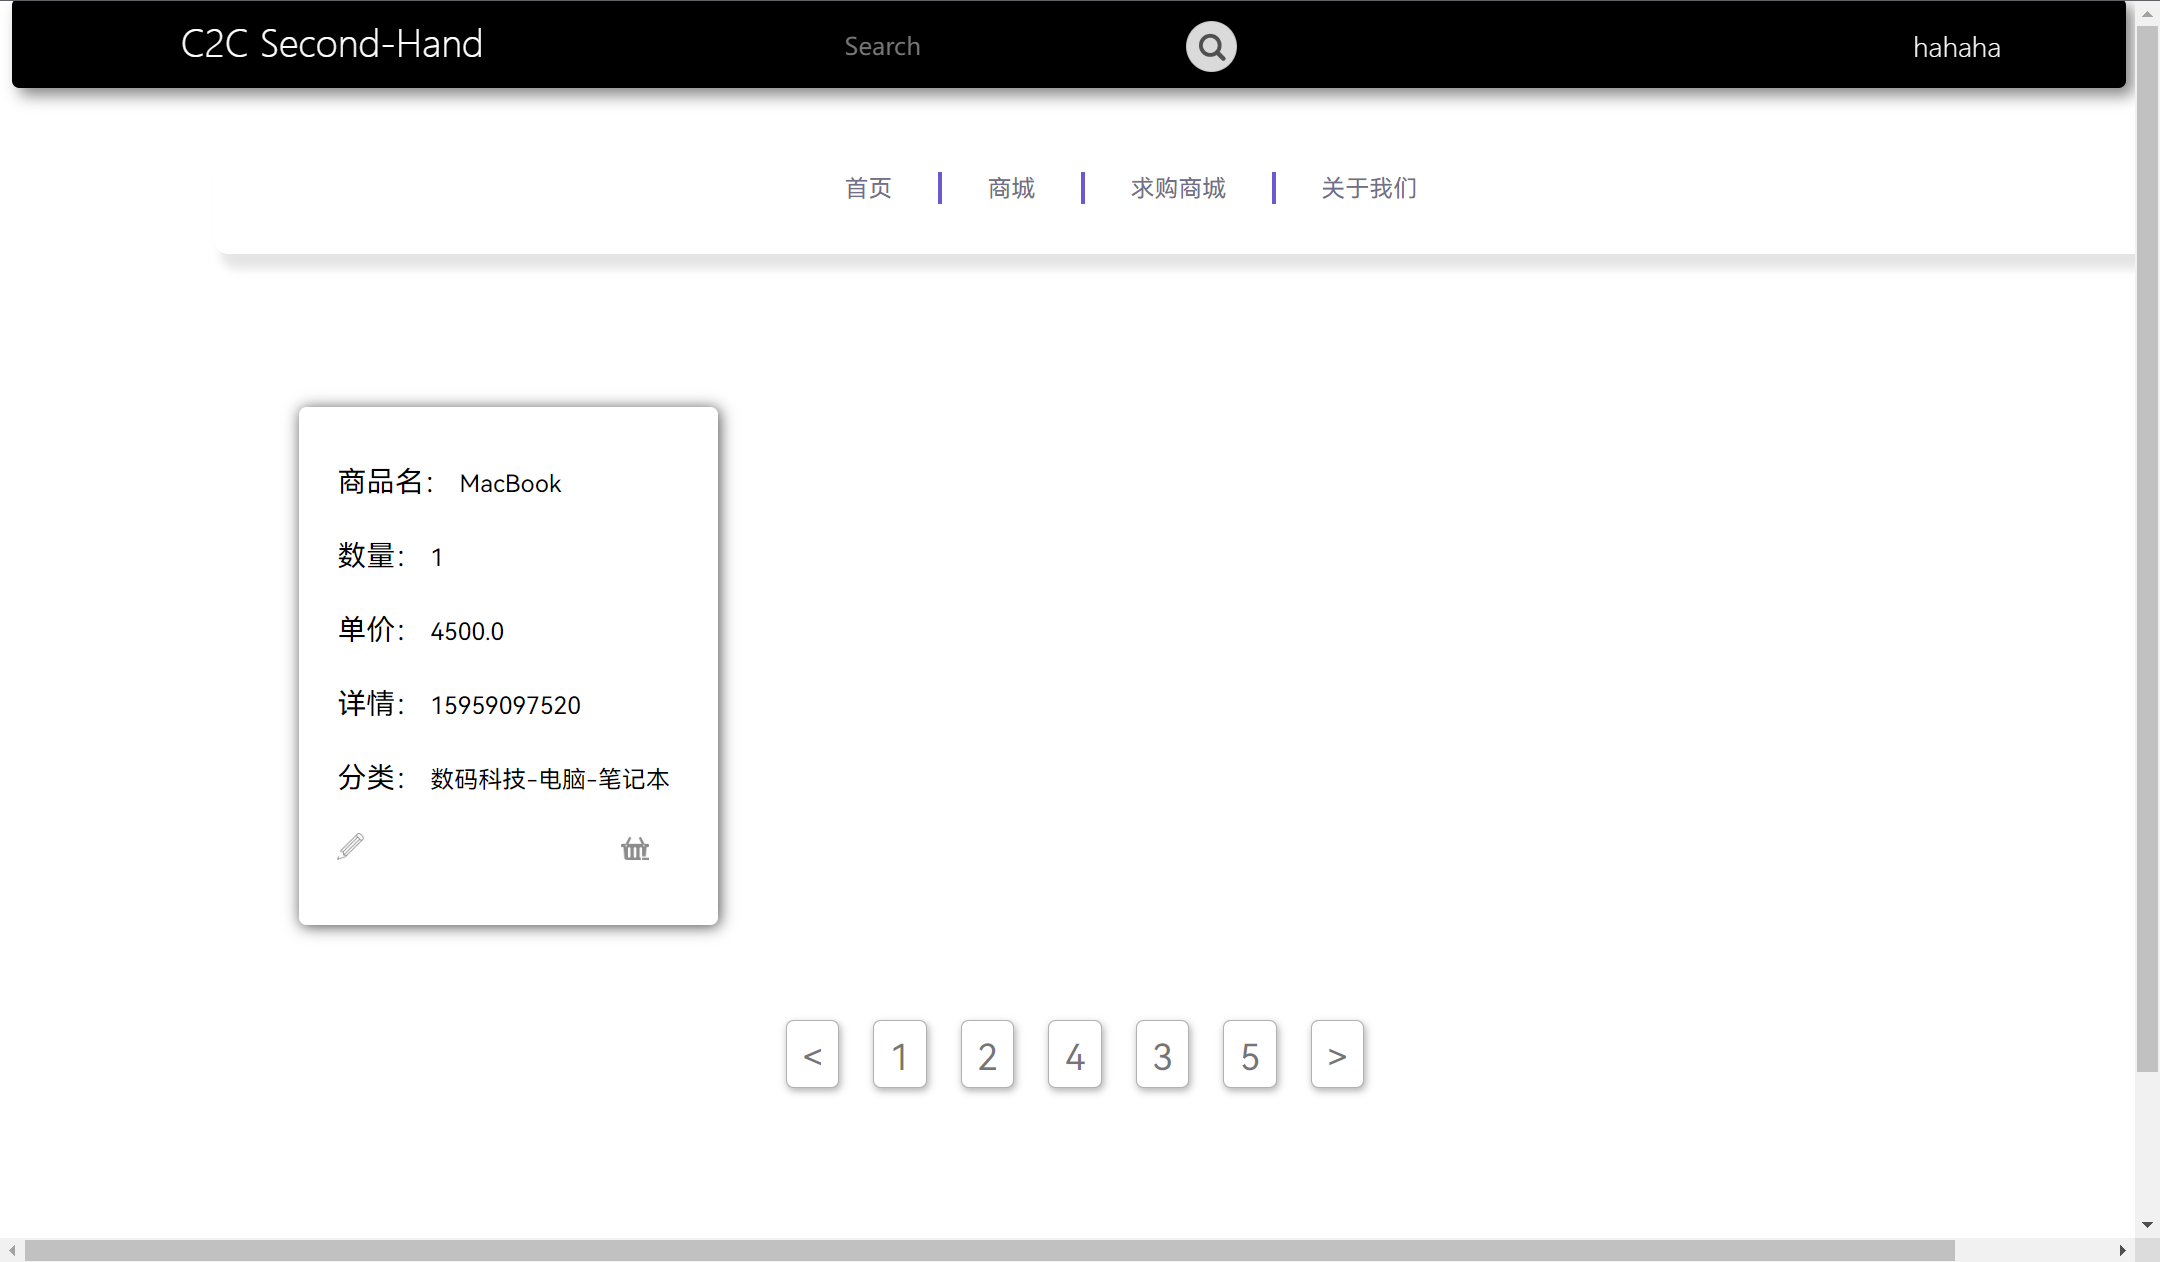 C2C Second-Hand
Search
hahaha
首页 商城 求购商城 关于我们
商品名： MacBook
数量： 1
单价： 4500.0
详情： 15959097520
分类： 数码科技-电脑-笔记本
< 1 2 4 3 5 >